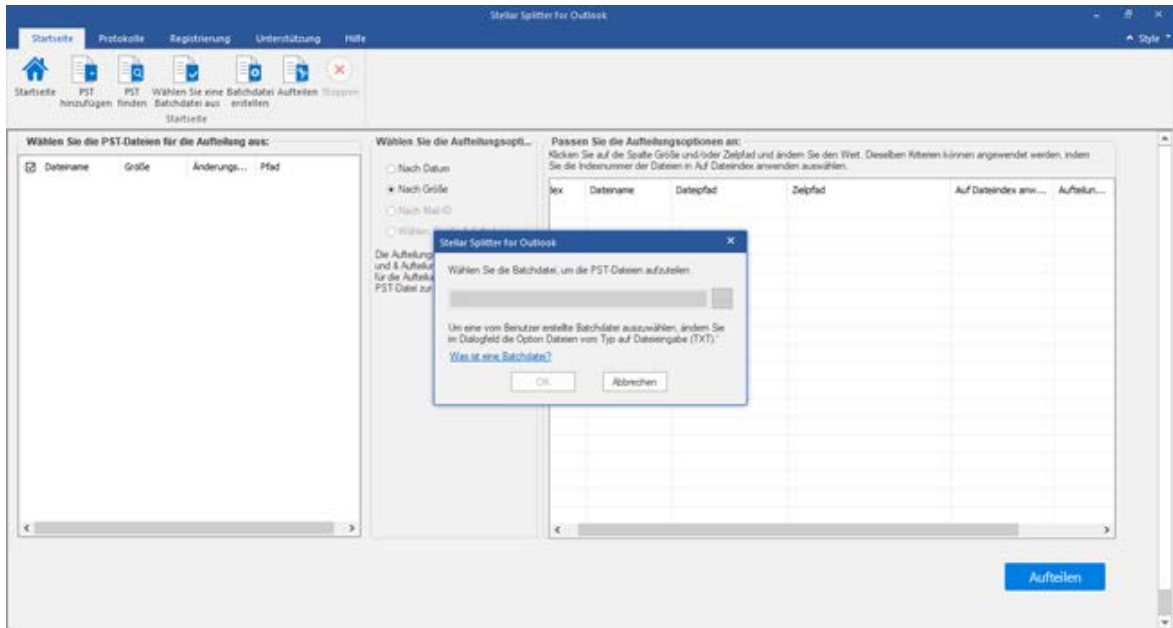 Stellar Splitter for Outlook
Startseite Protokolle Registrierung Unterstützung Hilfe
Style
Startseite PST hinzufügen PST finden Wählen Sie eine Batchdatei aus Batchdatei erstellen Aufteilen Stoppen
Startseite
Wählen Sie die PST-Dateien für die Aufteilung aus:
Dateiname Größe Änderungs... Pfad
Wählen Sie die Aufteilungsopti...
Nach Datum
Nach Größe
Nach Mail-ID
Wählen
Die Aufteilung
und & Aufteilu
für die Aufteilu
PST-Datei zur
Passen Sie die Aufteilungsoptionen an:
Klicken Sie auf die Spalte Größe und/oder Zielpfad und ändern Sie den Wert. Dieselben Kriterien können angewendet werden, indem
Sie die Indexnummer der Dateien in Auf Dateiindex anwenden auswählen.
dex Dateiname Dateipfad Zielpfad Auf Dateiindex anw... Aufteilun...
Stellar Splitter for Outlook
Wählen Sie die Batchdatei, um die PST-Dateien aufzuteilen.
Um eine vom Benutzer erstellte Batchdatei auszuwählen, ändern Sie
im Dialogfeld die Option Dateien vom Typ auf Dateieingabe (TXT)."
Was ist eine Batchdatei?
OK Abbrechen
Aufteilen